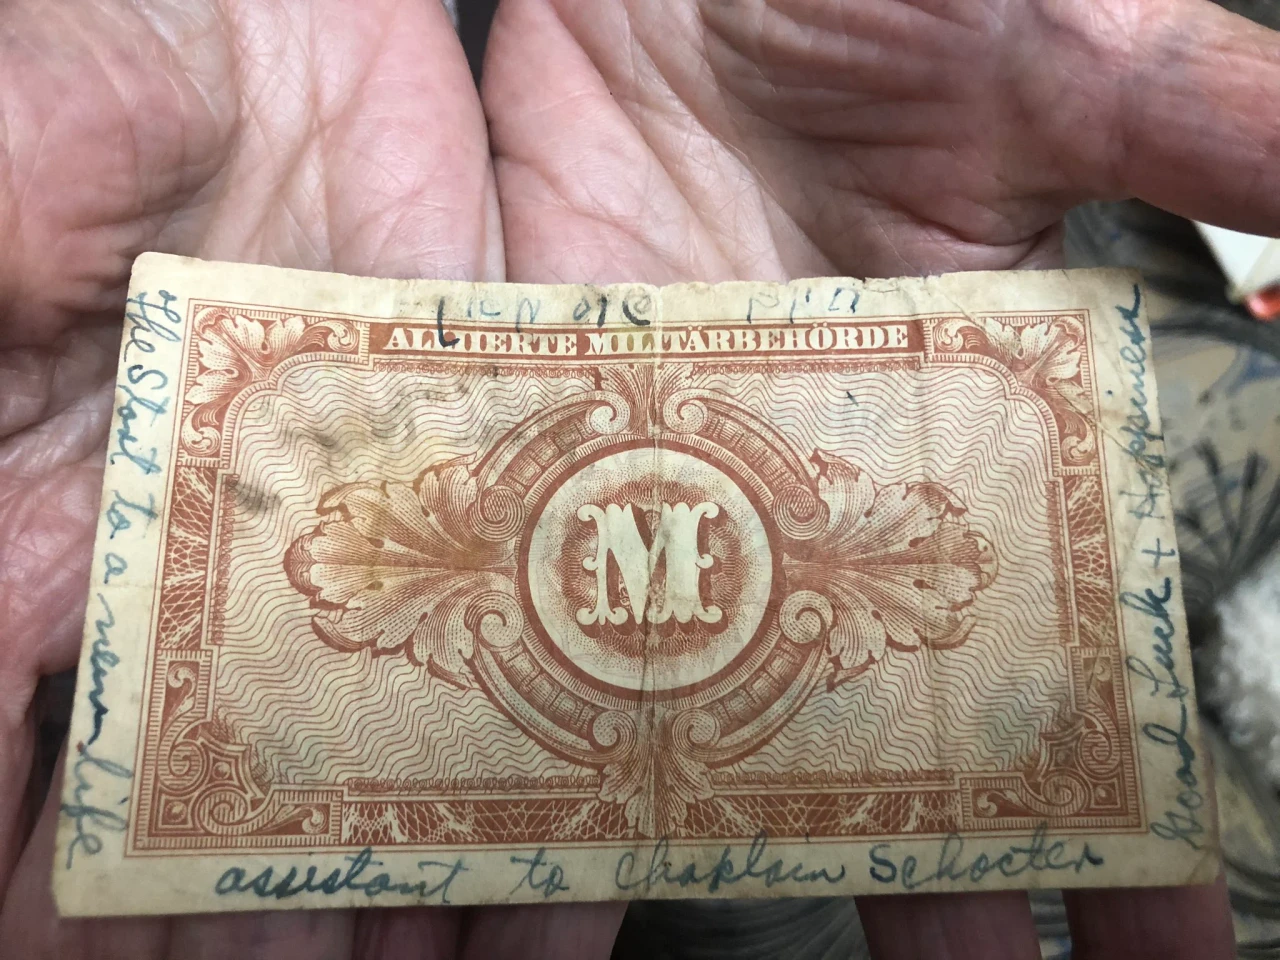 ALLIIERTE MILITÄRBEHÖRDE
M
the Start to a new life
assistant to Chaplain Schacter
Good Luck + Happiness